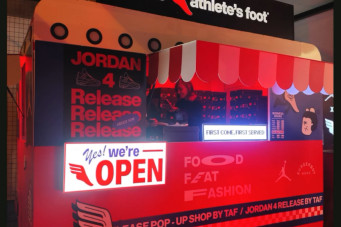 athlete's foot
JORDAN
4
Release
Release
Release
FIRST COME, FIRST SERVED
Yes! we're
OPEN
FOOD
FEAT
FASHION
RELEASE POP - UP SHOP BY TAF / JORDAN 4 RELEASE BY TAF